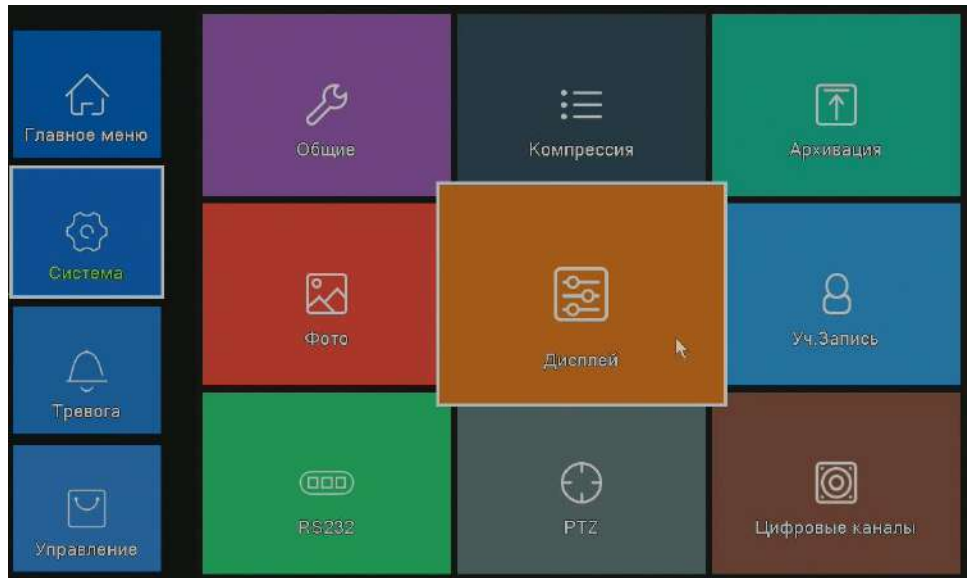 Главное меню
Система
Тревога
Управление
Общие
Компрессия
Архивация
Фото
Дисплей
Уч.Запись
RS232
PTZ
Цифровые каналы